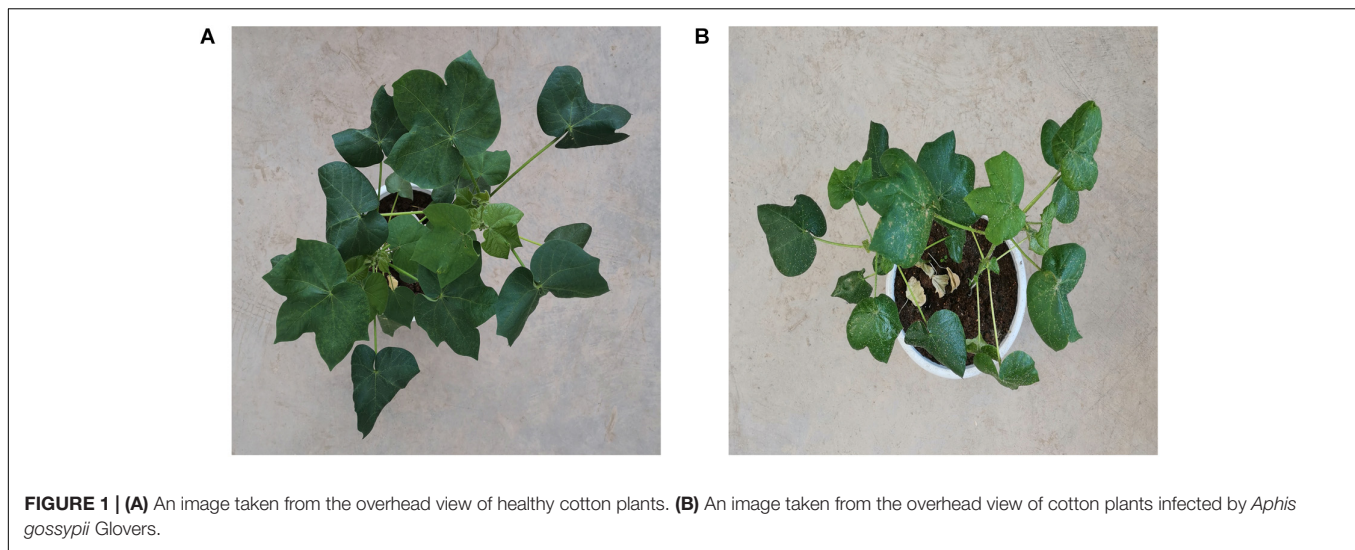 A
B
FIGURE 1 | (A) An image taken from the overhead view of healthy cotton plants. (B) An image taken from the overhead view of cotton plants infected by Aphis
gossypii Glovers.